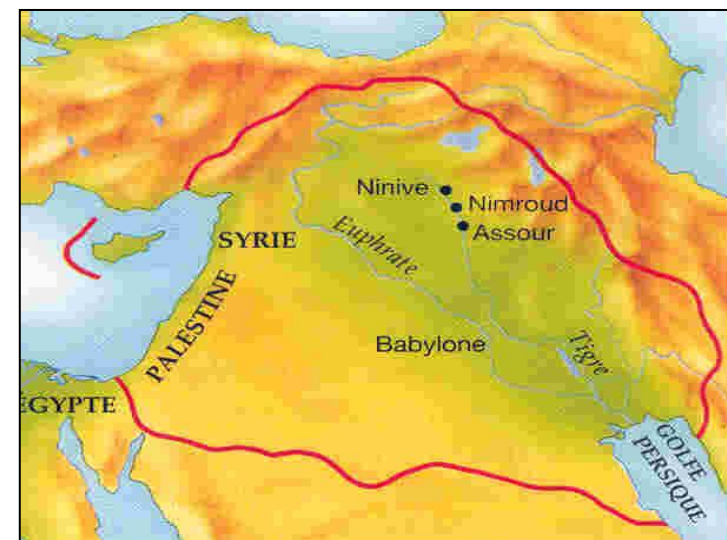 Ninive
Nimroud
Assour
SYRIE
Euphrate
PALESTINE
Babylone
Tigre
ÉGYPTE
GOLFE
PERSIQUE